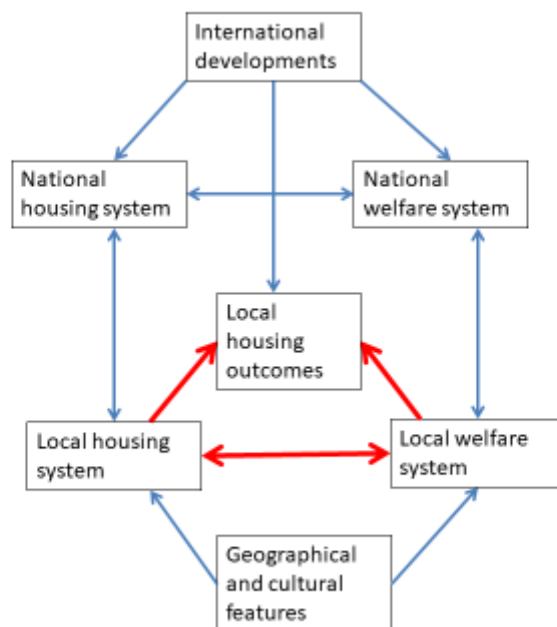 International
developments
National
housing system
National
welfare system
Local
housing
outcomes
Local housing
system
Local welfare
system
Geographical
and cultural
features